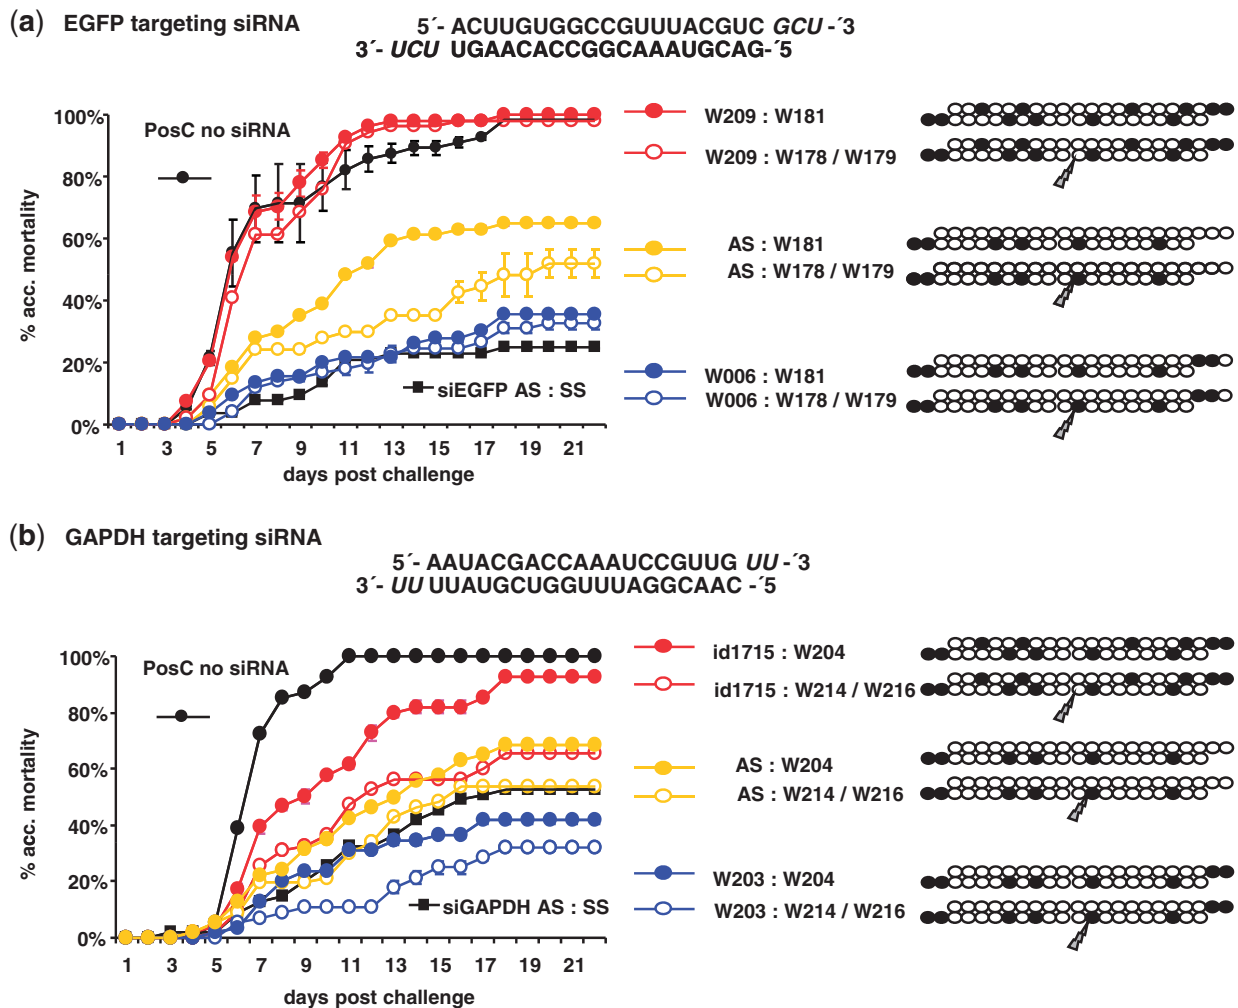 (a) EGFP targeting siRNA
5´- ACUUGUGGCCGUUUACGUC GCU -´3
3´- UCU UGAACACCGGCAAAUGCAG-´5
100%
80%
60%
40%
20%
0%
% acc. mortality
PosC no siRNA
siEGFP AS : SS
1 3 5 7 9 11 13 15 17 19 21
days post challenge
W209 : W181
W209 : W178 / W179
AS : W181
AS : W178 / W179
W006 : W181
W006 : W178 / W179
(b) GAPDH targeting siRNA
5´- AAUACGACCAAAUCCGUUG UU -´3
3´- UU UUAUGCUGGUUUAGGCAAC -´5
100%
80%
60%
40%
20%
0%
% acc. mortality
PosC no siRNA
siGAPDH AS : SS
1 3 5 7 9 11 13 15 17 19 21
days post challenge
id1715 : W204
id1715 : W214 / W216
AS : W204
AS : W214 / W216
W203 : W204
W203 : W214 / W216